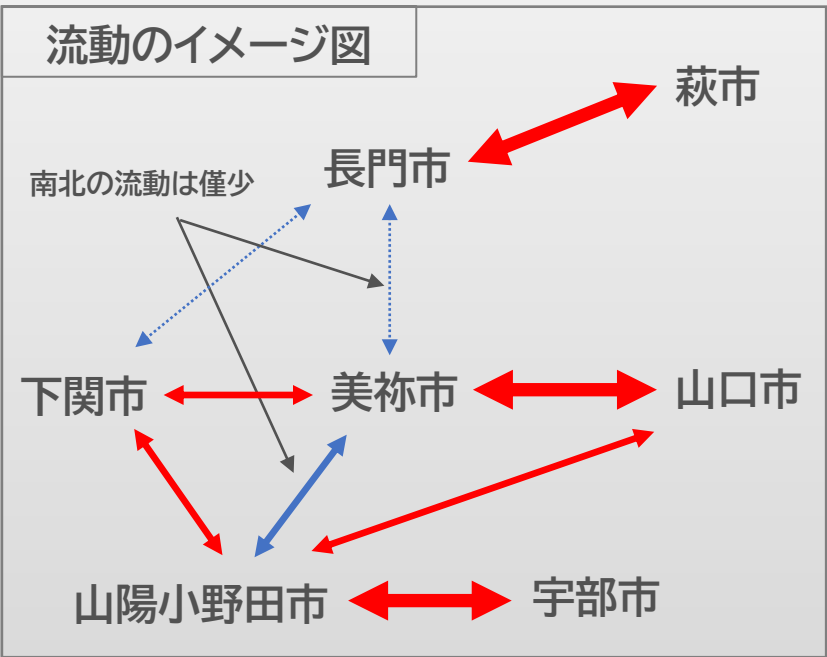 流動のイメージ図
萩市
長門市
南北の流動は僅少
下関市
美祢市
山口市
山陽小野田市
宇部市